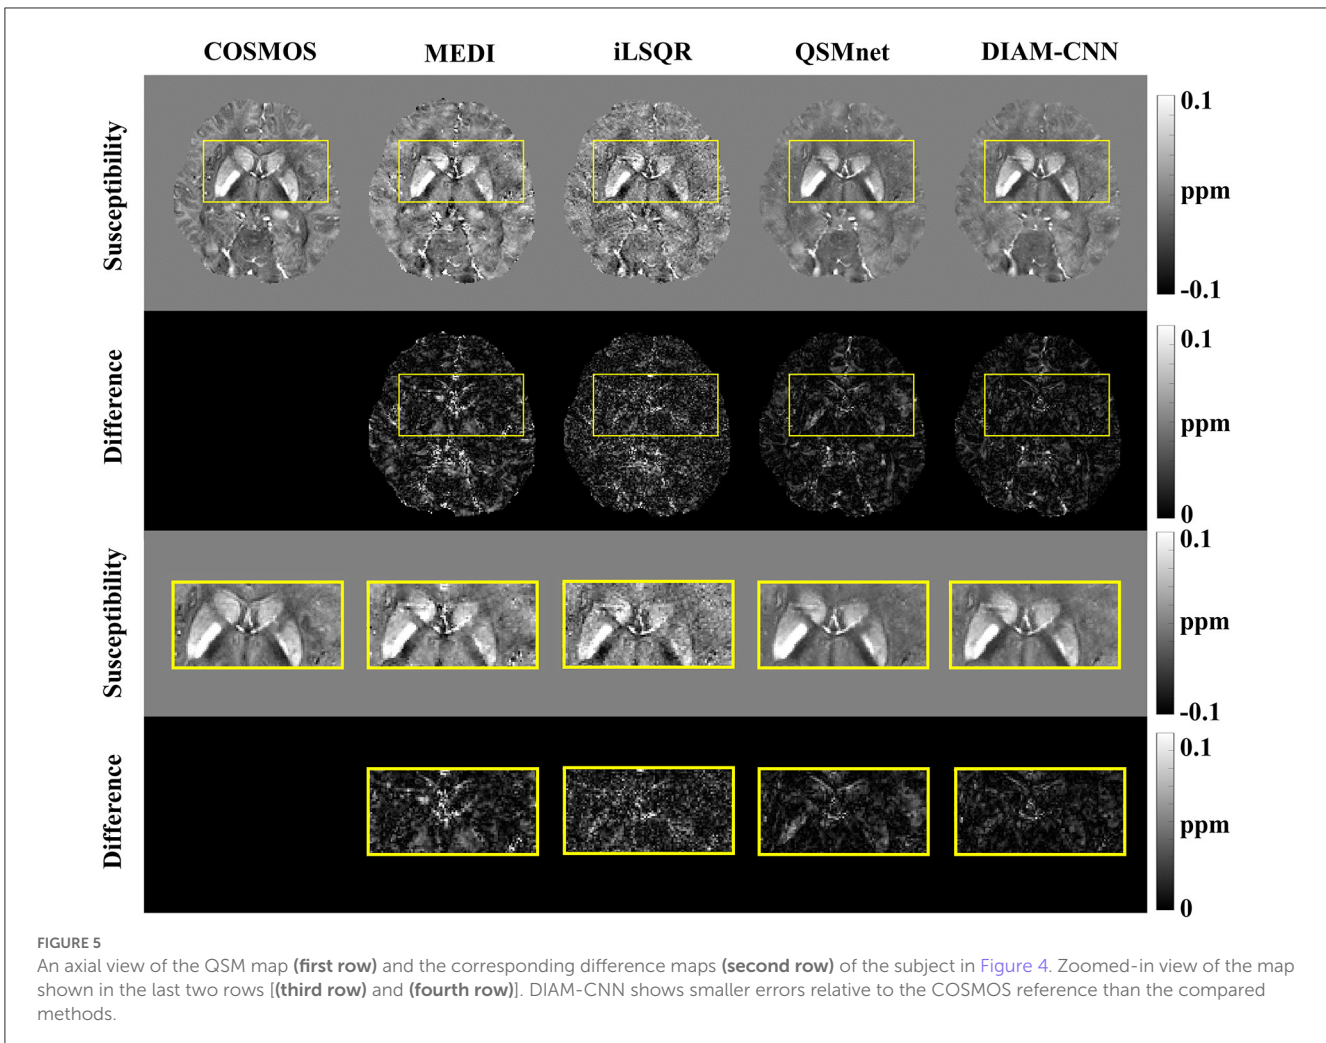 COSMOS MEDI iLSQR QSMnet DIAM-CNN
Susceptibility
0.1
ppm
-0.1
Difference
0.1
ppm
0
Susceptibility
0.1
ppm
-0.1
Difference
0.1
ppm
0
FIGURE 5
An axial view of the QSM map (first row) and the corresponding difference maps (second row) of the subject in Figure 4. Zoomed-in view of the map
shown in the last two rows [(third row) and (fourth row)]. DIAM-CNN shows smaller errors relative to the COSMOS reference than the compared
methods.